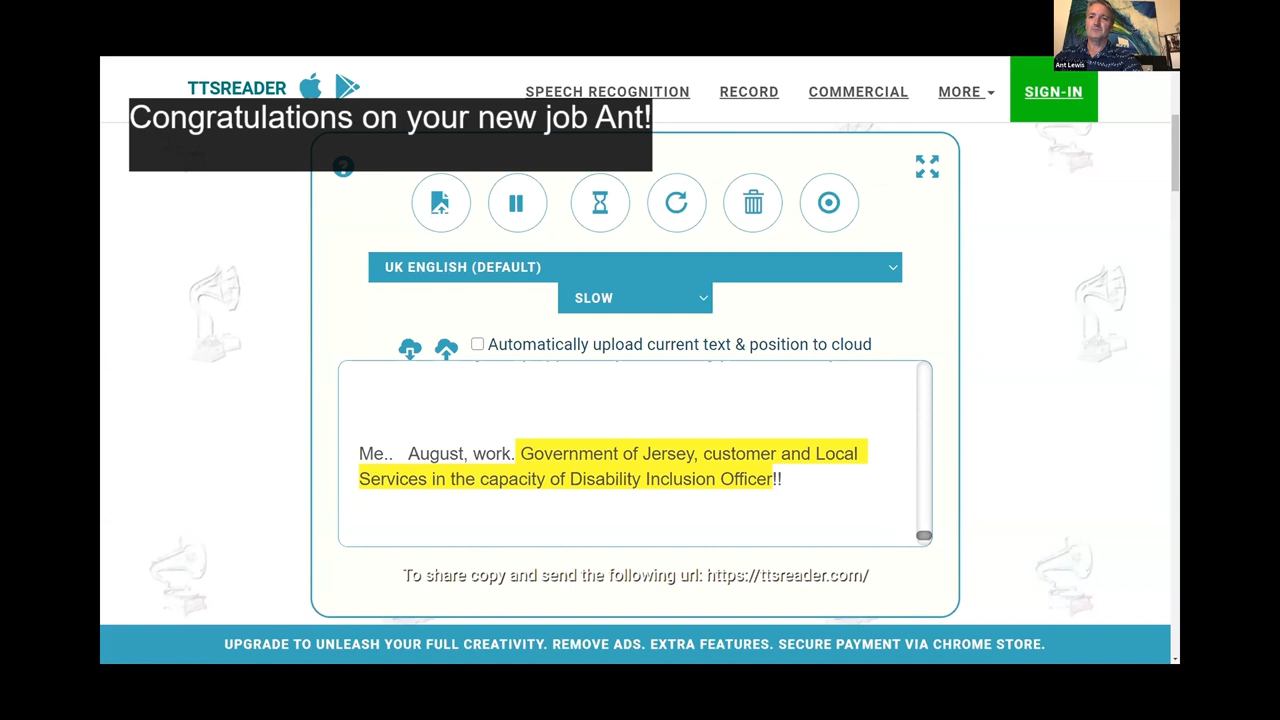 Ant Lewis
TTSREADER
SPEECH RECOGNITION RECORD COMMERCIAL MORE SIGN-IN
Congratulations on your new job Ant!
?
UK ENGLISH (DEFAULT)
SLOW
Automatically upload current text & position to cloud
Me.. August, work. Government of Jersey, customer and Local
Services in the capacity of Disability Inclusion Officer!!
To share copy and send the following url: https://ttsreader.com/
UPGRADE TO UNLEASH YOUR FULL CREATIVITY. REMOVE ADS. EXTRA FEATURES. SECURE PAYMENT VIA CHROME STORE.